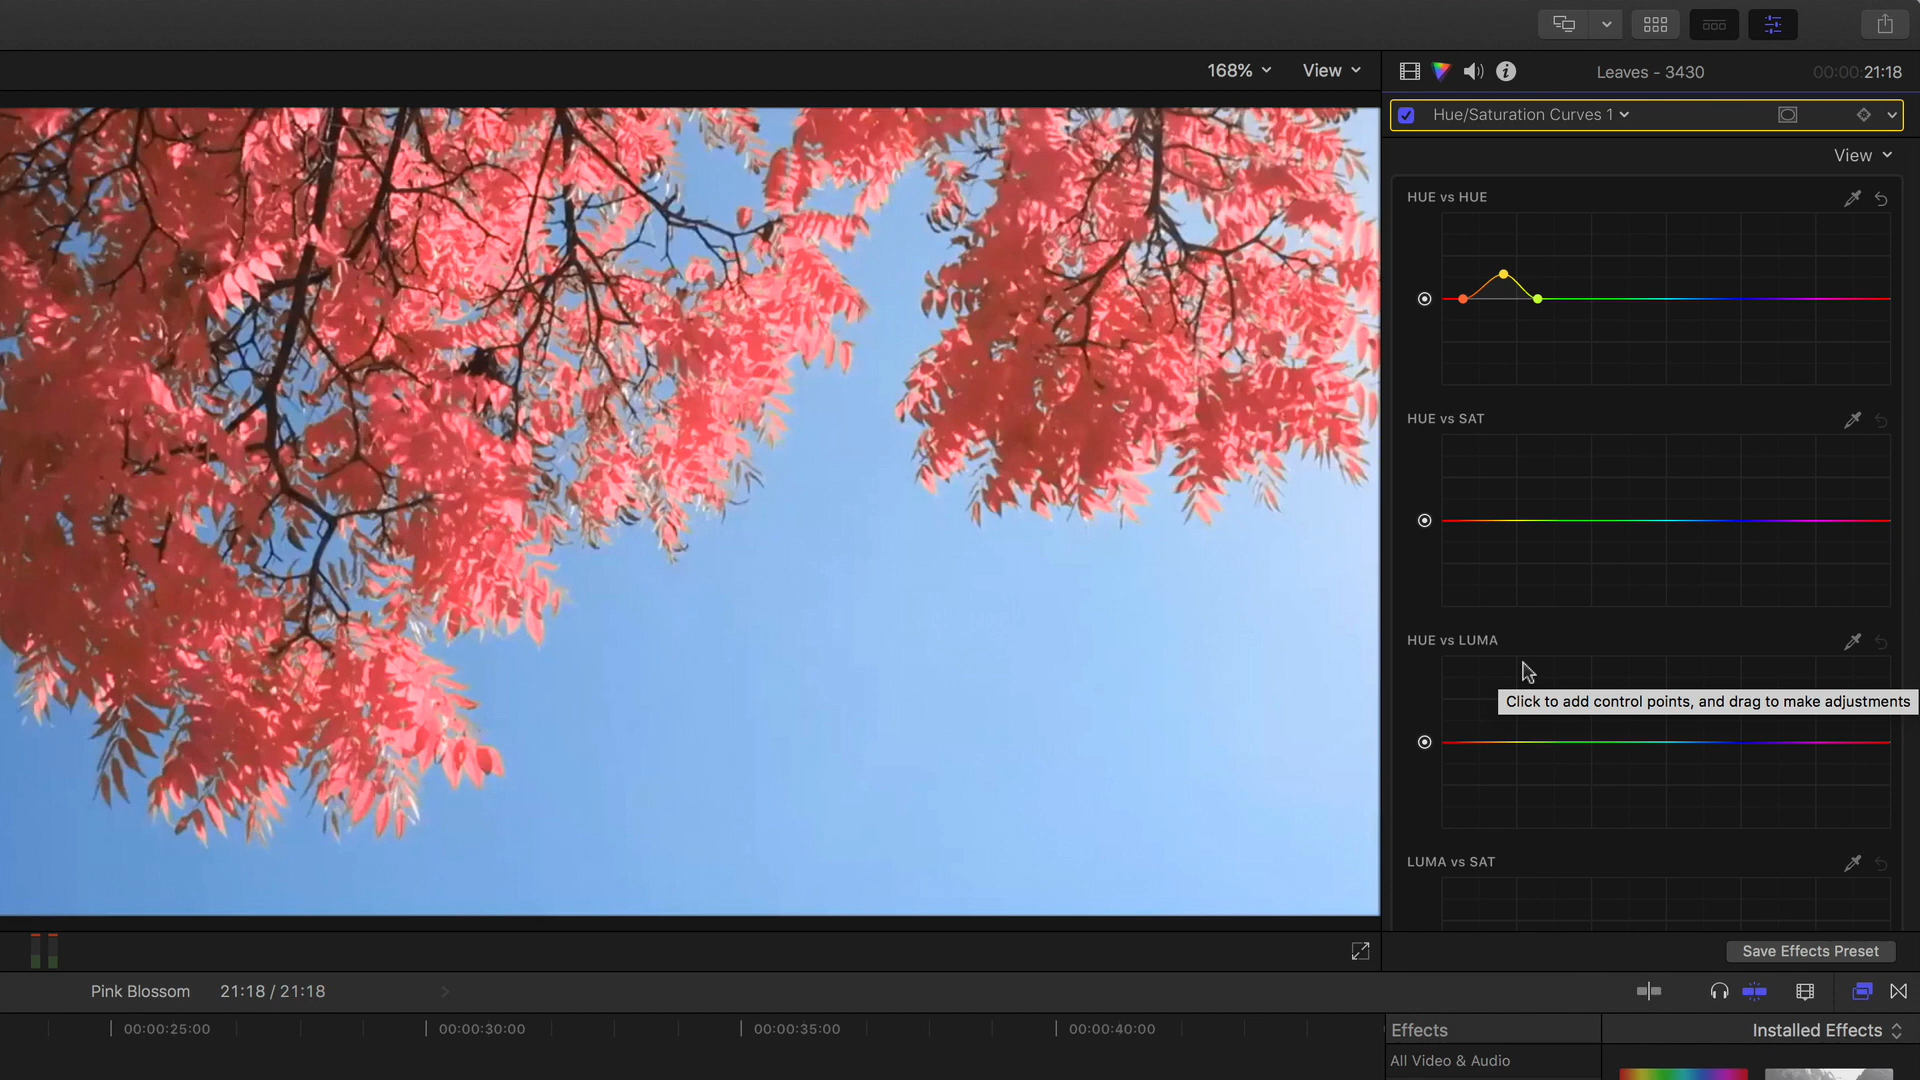 168% View
Leaves - 3430
00:00:21:18
Hue/Saturation Curves 1
View
HUE vs HUE
HUE vs SAT
HUE vs LUMA
Click to add control points, and drag to make adjustments
LUMA vs SAT
Save Effects Preset
Pink Blossom 21:18 / 21:18
00:00:25:00 00:00:30:00 00:00:35:00 00:00:40:00
Effects
Installed Effects
All Video & Audio